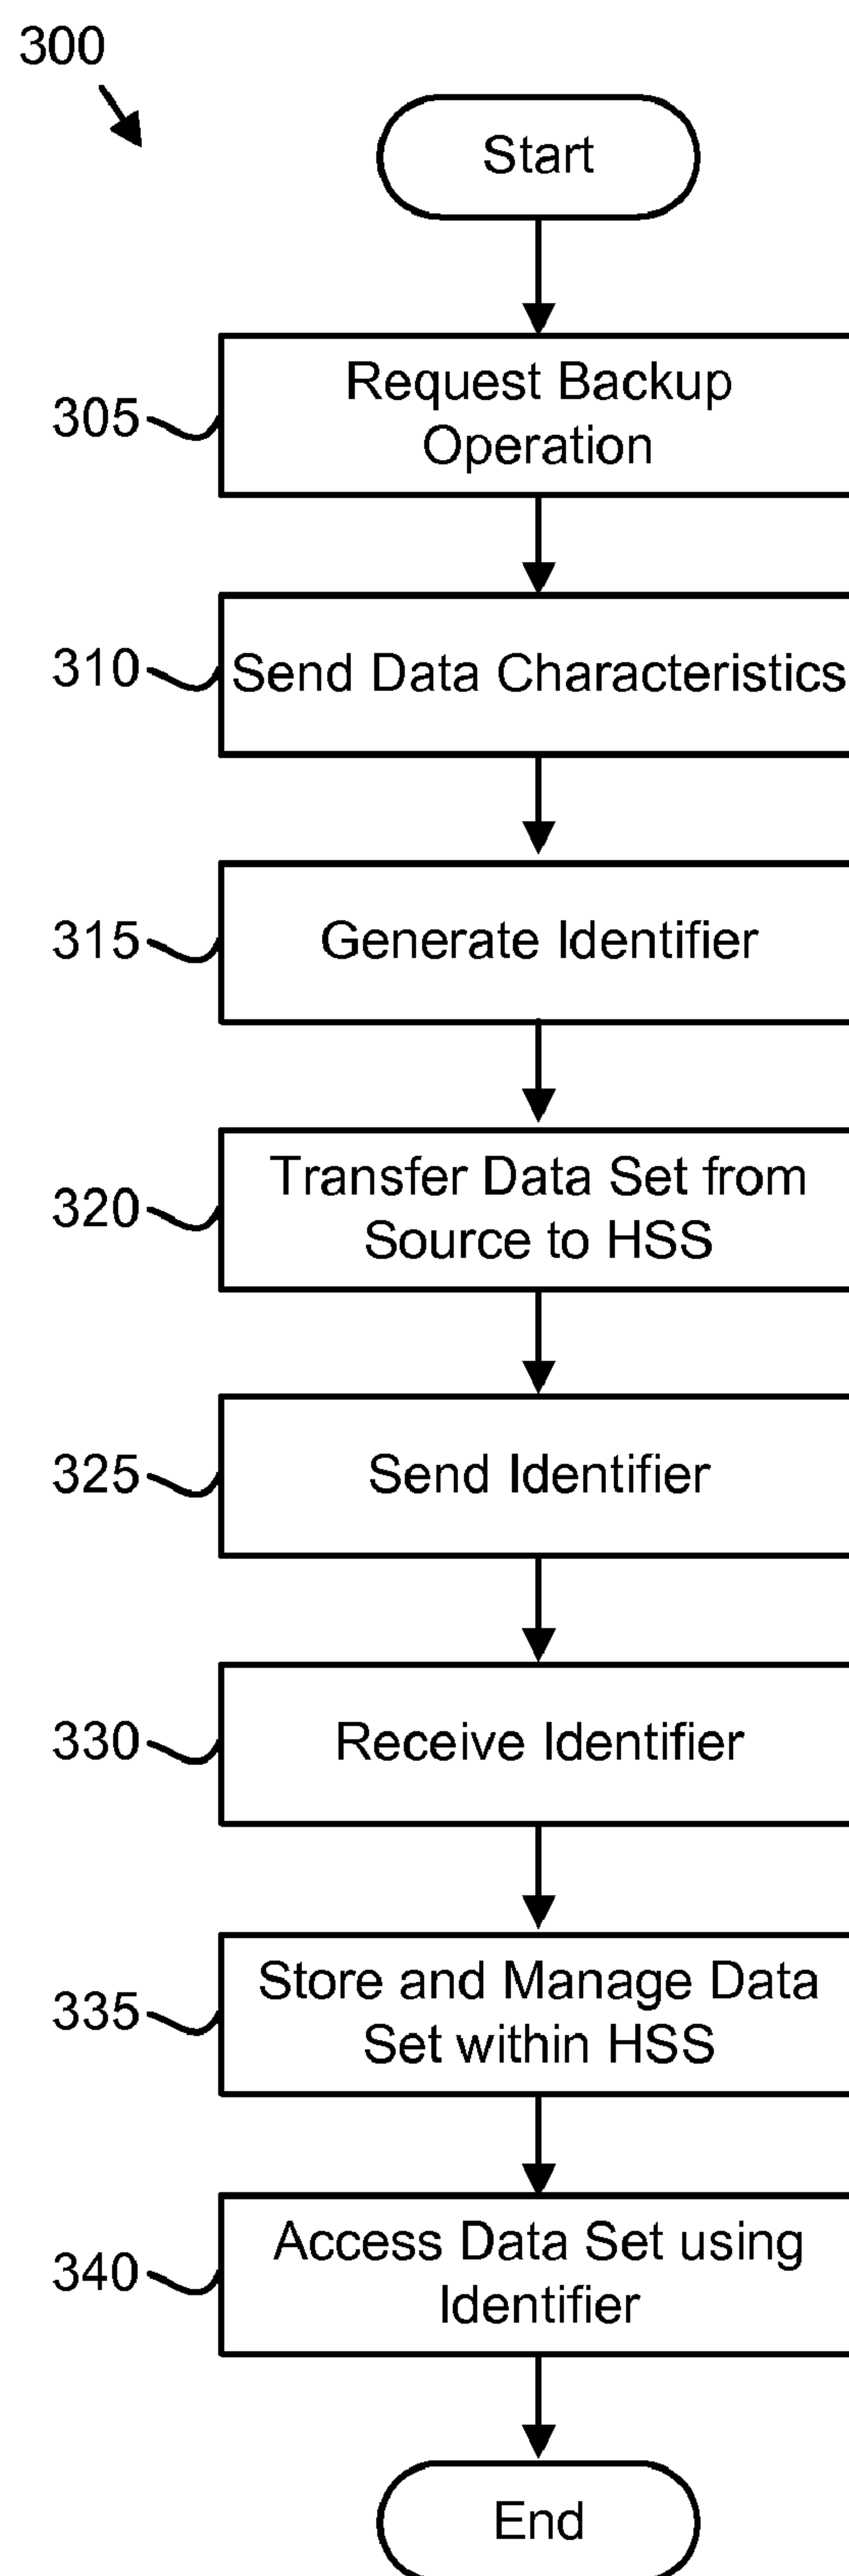 300
Start
305
Request Backup
Operation
310
Send Data Characteristics
315
Generate Identifier
320
Transfer Data Set from
Source to HSS
325
Send Identifier
330
Receive Identifier
335
Store and Manage Data
Set within HSS
340
Access Data Set using
Identifier
End